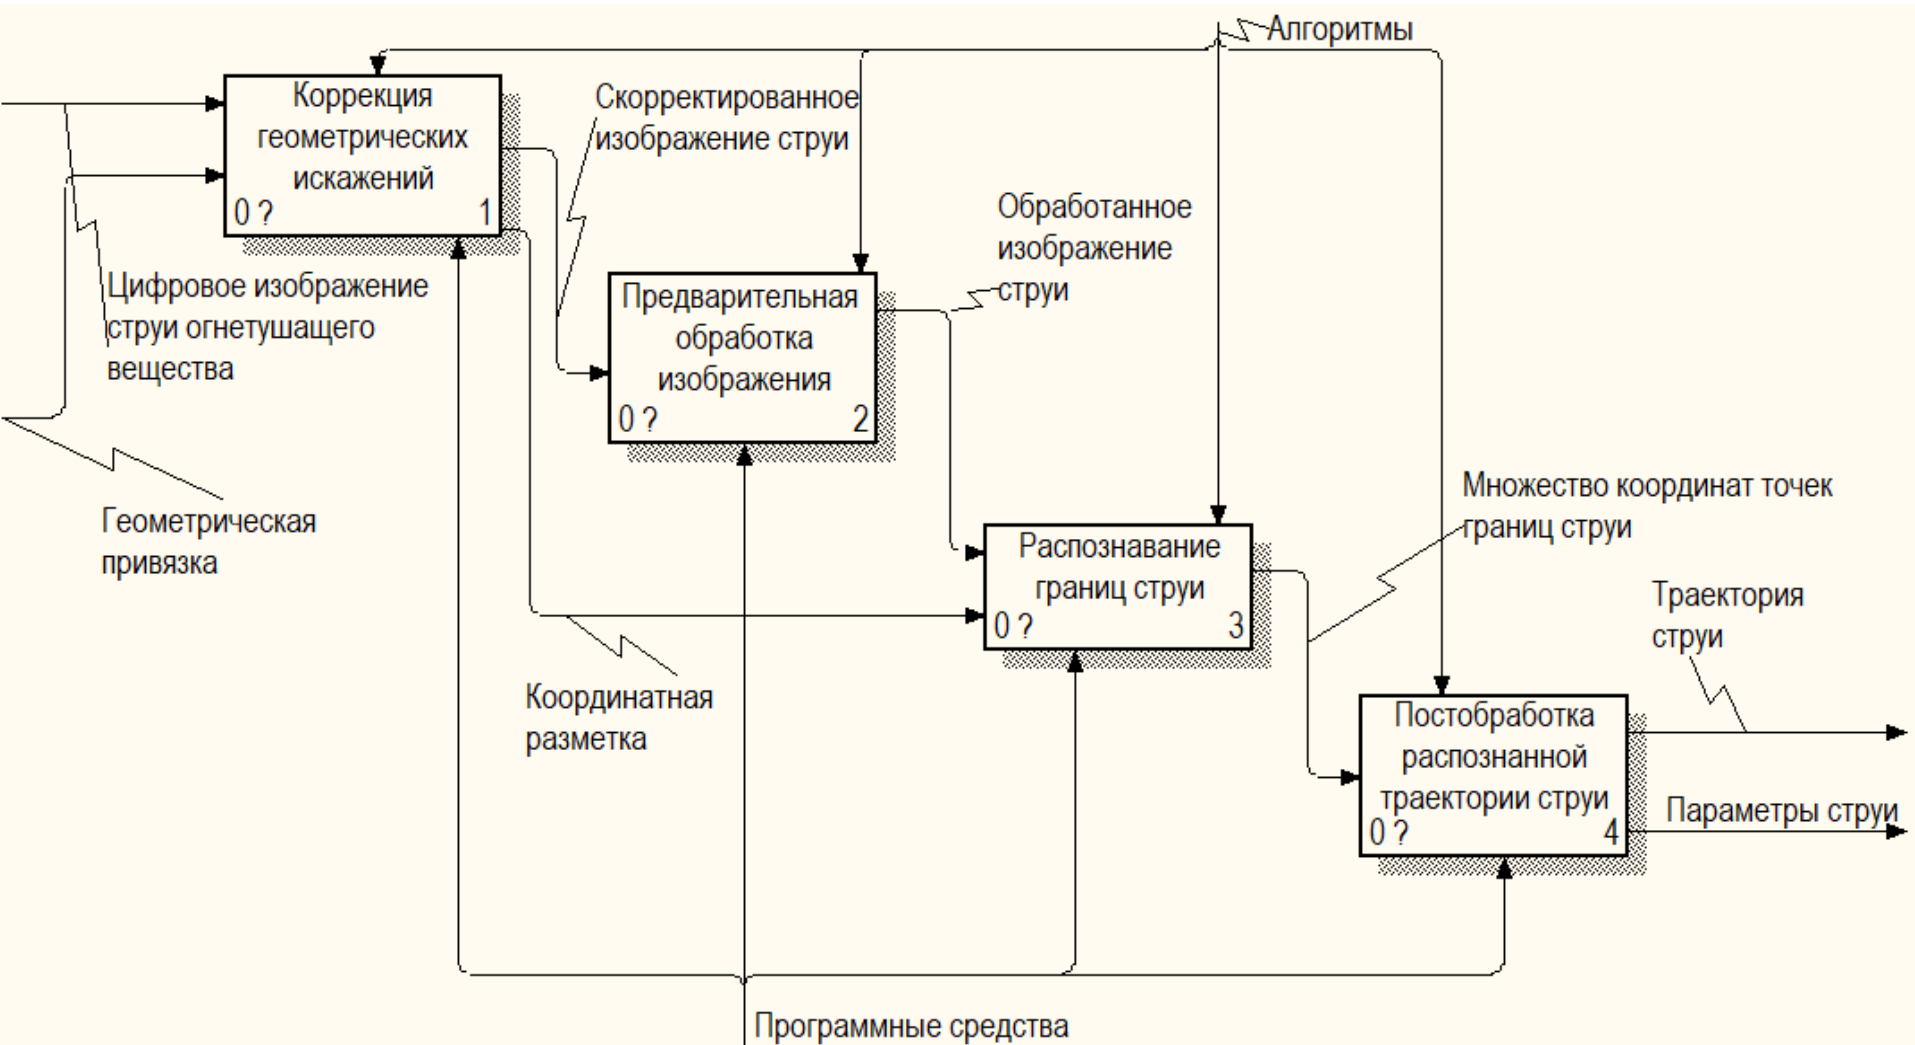 Алгоритмы
Коррекция
геометрических
искажений
0 ?
1
Скорректированное
изображение струи
Цифровое изображение
струи огнетушащего
вещества
Геометрическая
привязка
Предварительная
обработка
изображения
0 ?
2
Обработанное
изображение
струи
Распознавание
границ струи
0 ?
3
Координатная
разметка
Множество координат точек
границ струи
Траектория
струи
Постобработка
распознанной
траектории струи
0 ?
4
Параметры струи
Программные средства